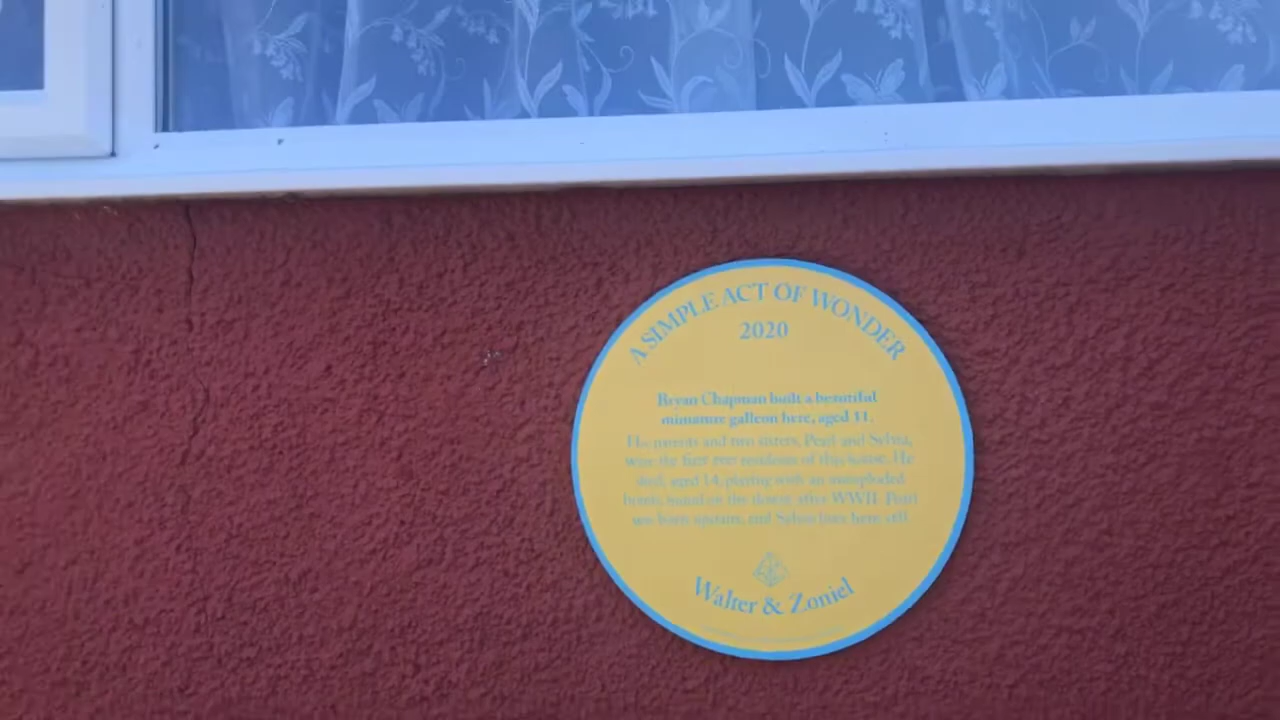 A SIMPLE ACT OF WONDER
2020
Bryan Chapman built a beautiful
miniature galleon here, aged 11.
His parents and two sisters, Pearl and Sylvia,
were the first ever residents of this house. He
died, aged 14, playing with an unexploded
bomb, found on the downs after WWII. Pearl
was born upstairs, and Sylvia lives here still.
Walter & Zoniel